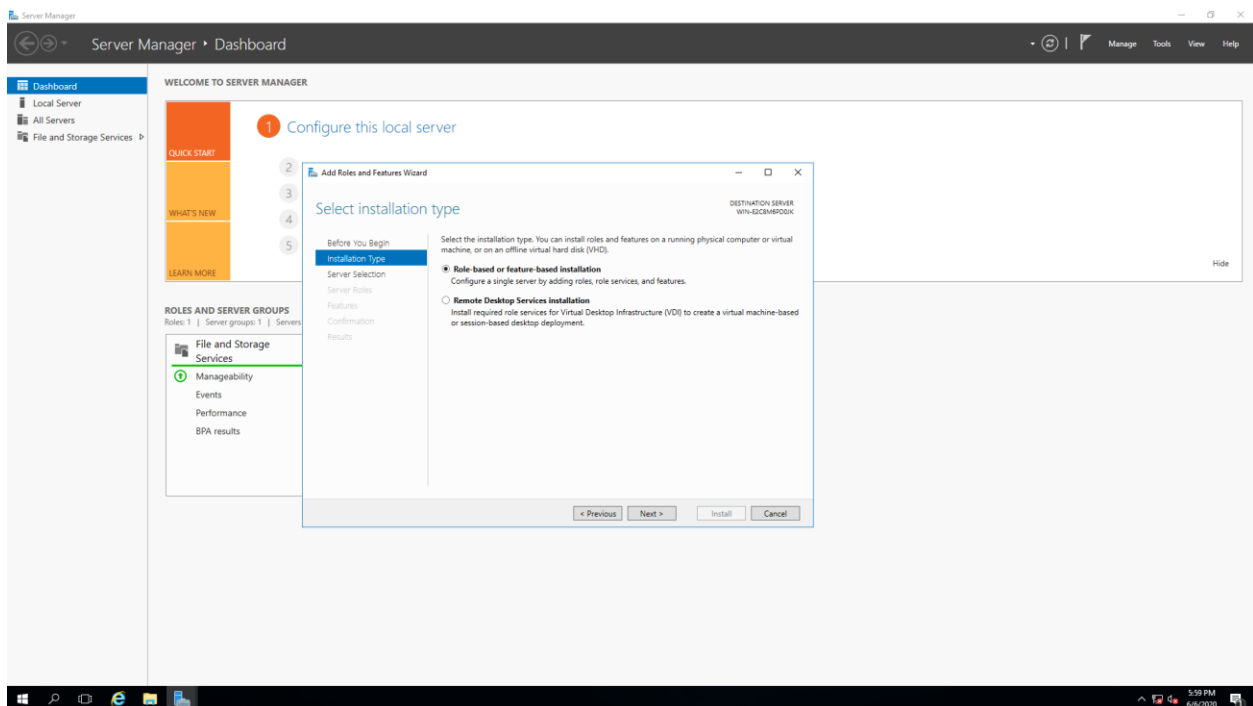 Server Manager
Server Manager • Dashboard
Manage Tools View Help
Dashboard
Local Server
All Servers
File and Storage Services
WELCOME TO SERVER MANAGER
QUICK START
WHAT'S NEW
LEARN MORE
1 Configure this local server
2
3
4
5
Hide
ROLES AND SERVER GROUPS
Roles: 1 | Server groups: 1 | Servers
File and Storage
Services
Manageability
Events
Performance
BPA results
Add Roles and Features Wizard
Select installation type
DESTINATION SERVER
WIN-E2C8M6PO0JK
Before You Begin
Installation Type
Server Selection
Server Roles
Features
Confirmation
Results
Select the installation type. You can install roles and features on a running physical computer or virtual
machine, or on an offline virtual hard disk (VHD).
Role-based or feature-based installation
Configure a single server by adding roles, role services, and features.
Remote Desktop Services installation
Install required role services for Virtual Desktop Infrastructure (VDI) to create a virtual machine-based
or session-based desktop deployment.
< Previous Next > Install Cancel
5:59 PM
6/6/2020